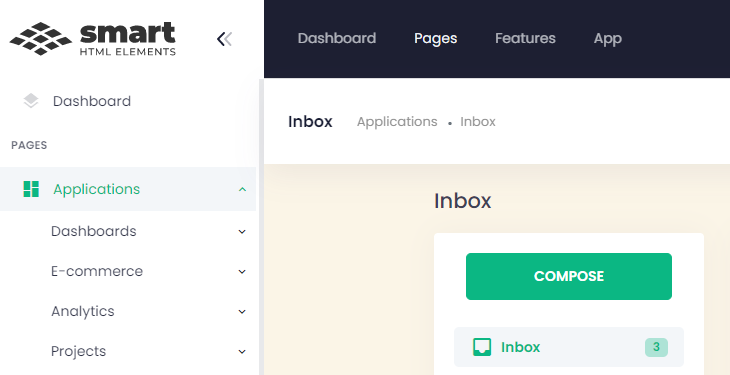 smart
HTML ELEMENTS
Dashboard
PAGES
Applications
Dashboards
E-commerce
Analytics
Projects
Dashboard Pages Features App
Inbox Applications • Inbox
Inbox
COMPOSE
Inbox 3